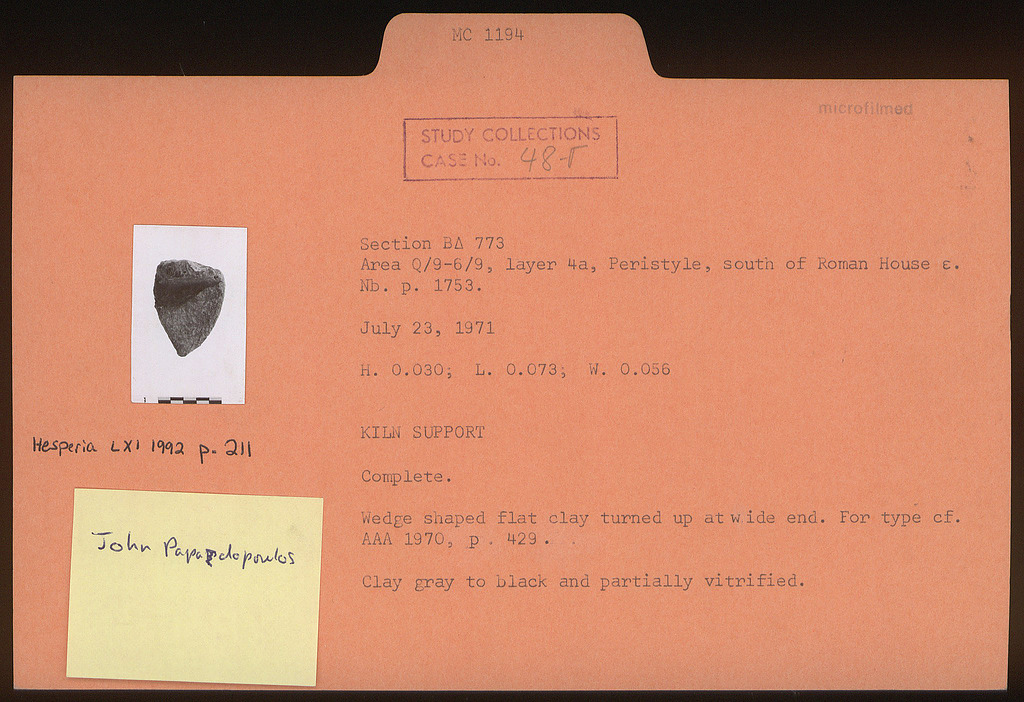 MC 1194
microfilmed
STUDY COLLECTIONS
CASE No. 48-Γ
Section ΒΔ 773
Area Q/9-6/9, layer 4a, Peristyle, south of Roman House ε.
Nb. p. 1753.
July 23, 1971
H. 0.030; L. 0.073; W. 0.056
KILN SUPPORT
Complete.
Wedge shaped flat clay turned up at wide end. For type cf.
AAA 1970, p. 429.
Clay gray to black and partially vitrified.
1
Hesperia LXI 1992 p. 211
John Papadopoulos